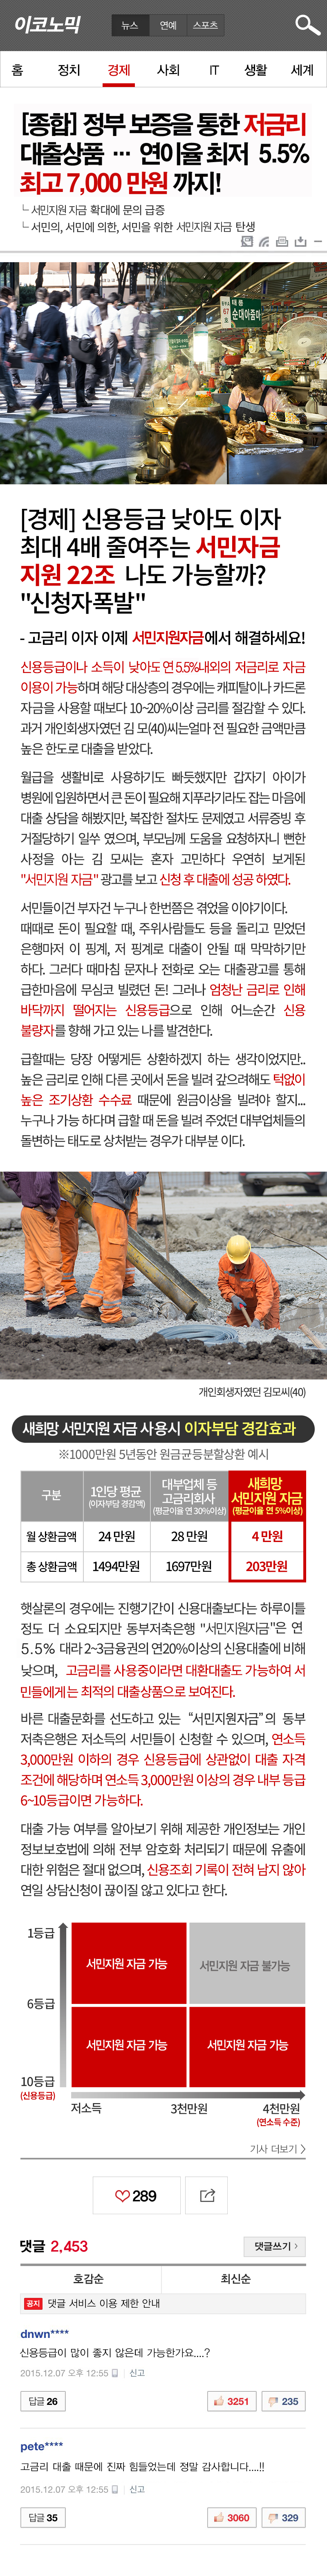 이코노믹
뉴스 연예 스포츠
홈 정치 경제 사회 IT 생활 세계
[종합] 정부 보증을 통한 저금리
대출상품 … 연이율 최저 5.5%
최고 7,000 만원 까지!
└ 서민지원 자금 확대에 문의 급증
└ 서민의, 서민에 의한, 서민을 위한 서민지원 자금 탄생
순대아줌마
[경제] 신용등급 낮아도 이자
최대 4배 줄여주는 서민자금
지원 22조 나도 가능할까?
"신청자폭발"
- 고금리 이자 이제 서민지원자금에서 해결하세요!
신용등급이나 소득이 낮아도 연 5.5%내외의 저금리로 자금
이용이 가능하며 해당 대상층의 경우에는 캐피탈이나 카드론
자금을 사용할 때보다 10~20%이상 금리를 절감할 수 있다.
과거 개인회생자였던 김 모(40)씨는얼마 전 필요한 금액만큼
높은 한도로 대출을 받았다.
월급을 생활비로 사용하기도 빠듯했지만 갑자기 아이가
병원에 입원하면서 큰 돈이 필요해 지푸라기라도 잡는 마음에
대출 상담을 해봤지만, 복잡한 절차도 문제였고 서류증빙 후
거절당하기 일쑤 였으며, 부모님께 도움을 요청하자니 뻔한
사정을 아는 김 모씨는 혼자 고민하다 우연히 보게된
"서민지원 자금" 광고를 보고 신청 후 대출에 성공 하였다.
서민들이건 부자건 누구나 한번쯤은 겪었을 이야기이다.
때때로 돈이 필요할 때, 주위사람들도 등을 돌리고 믿었던
은행마저 이 핑계, 저 핑계로 대출이 안될 때 막막하기만
하다. 그러다 때마침 문자나 전화로 오는 대출광고를 통해
급한마음에 무심코 빌렸던 돈! 그러나 엄청난 금리로 인해
바닥까지 떨어지는 신용등급으로 인해 어느순간 신용
불량자를 향해 가고 있는 나를 발견한다.
급할때는 당장 어떻게든 상환하겠지 하는 생각이었지만..
높은 금리로 인해 다른 곳에서 돈을 빌려 갚으려해도 턱없이
높은 조기상환 수수료 때문에 원금이상을 빌려야 할지...
누구나 가능 하다며 급할 때 돈을 빌려 주었던 대부업체들의
돌변하는 태도로 상처받는 경우가 대부분 이다.
개인회생자였던 김모씨(40)
새희망 서민지원 자금 사용시 이자부담 경감효과
※1000만원 5년동안 원금균등분할상환 예시
구분 1인당 평균 (이자부담 경감액) 대부업체 등 고금리회사 (평균이율 연 30%이상) 새희망 서민지원 자금 (평균이율 연 5%이상)
월 상환금액 24 만원 28 만원 4 만원
총 상환금액 1494만원 1697만원 203만원
햇살론의 경우에는 진행기간이 신용대출보다는 하루이틀
정도 더 소요되지만 동부저축은행 "서민지원자금"은 연
5.5% 대라 2~3금융권의 연20%이상의 신용대출에 비해
낮으며, 고금리를 사용중이라면 대환대출도 가능하여 서
민들에게는 최적의 대출상품으로 보여진다.
바른 대출문화를 선도하고 있는 “서민지원자금”의 동부
저축은행은 저소득의 서민들이 신청할 수 있으며, 연소득
3,000만원 이하의 경우 신용등급에 상관없이 대출 자격
조건에 해당하며 연소득 3,000만원 이상의 경우 내부 등급
6~10등급이면 가능하다.
대출 가능 여부를 알아보기 위해 제공한 개인정보는 개인
정보보호법에 의해 전부 암호화 처리되기 때문에 유출에
대한 위험은 절대 없으며, 신용조회 기록이 전혀 남지 않아
연일 상담신청이 끊이질 않고 있다고 한다.
1등급
서민지원 자금 가능 서민지원 자금 불가능
6등급
서민지원 자금 가능 서민지원 자금 가능
10등급
(신용등급)
저소득 3천만원 4천만원
(연소득 수준)
기사 더보기 >
289
댓글 2,453 댓글쓰기 >
호감순 최신순
공지 댓글 서비스 이용 제한 안내
dnwn****
신용등급이 많이 좋지 않은데 가능한가요....?
2015.12.07 오후 12:55 | 신고
답글 26 3251 235
pete****
고금리 대출 때문에 진짜 힘들었는데 정말 감사합니다....!!
2015.12.07 오후 12:55 | 신고
답글 35 3060 329